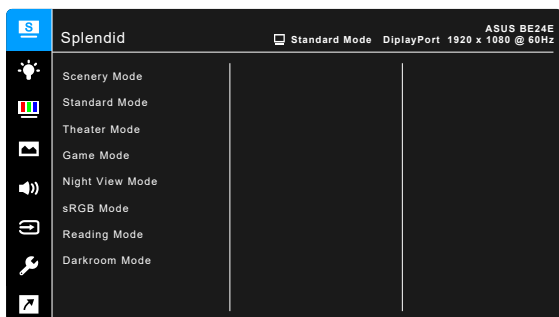 S
Splendid
ASUS BE24E
Standard Mode DiplayPort 1920 x 1080 @ 60Hz
Scenery Mode
Standard Mode
Theater Mode
Game Mode
Night View Mode
sRGB Mode
Reading Mode
Darkroom Mode